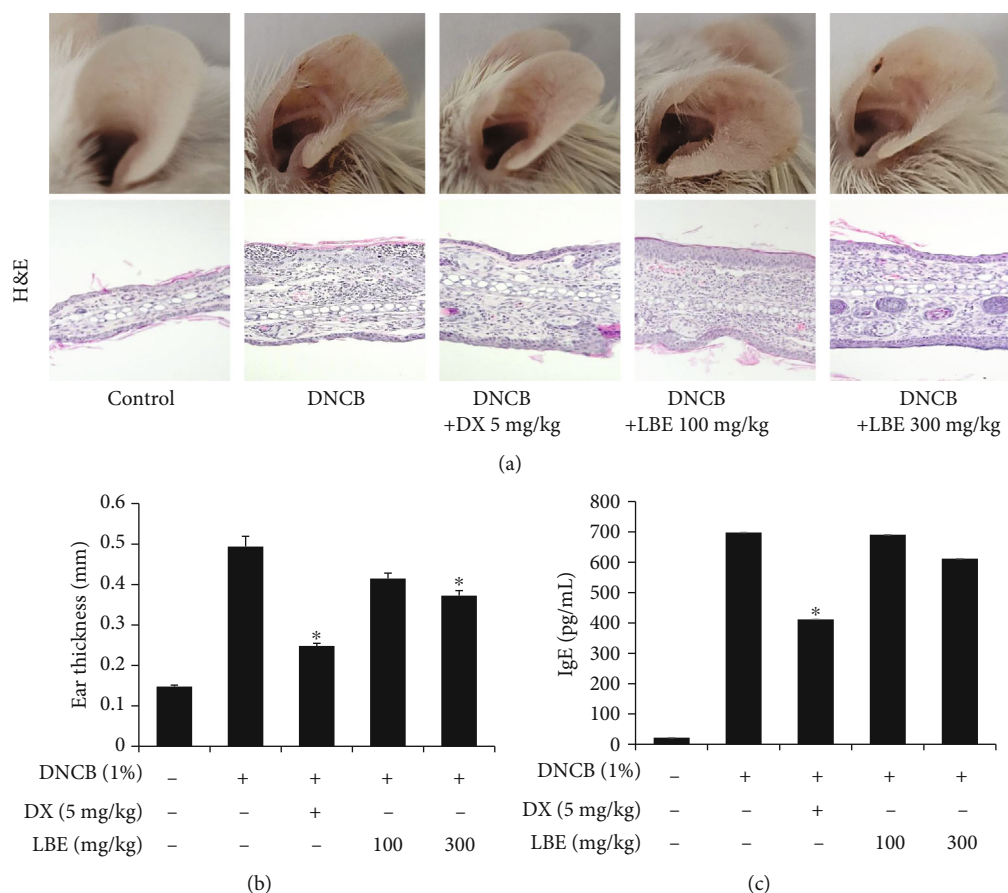 H&E
Control
DNCB
DNCB
+DX 5 mg/kg
DNCB
+LBE 100 mg/kg
DNCB
+LBE 300 mg/kg
(a)
Ear thickness (mm)
0.6
0.5
0.4
0.3
0.2
0.1
0
*
*
DNCB (1%) – + + + +
DX (5 mg/kg) – – + – –
LBE (mg/kg) – – – 100 300
(b)
IgE (pg/mL)
800
700
600
500
400
300
200
100
0
*
DNCB (1%) – + + + +
DX (5 mg/kg) – – + – –
LBE (mg/kg) – – – 100 300
(c)